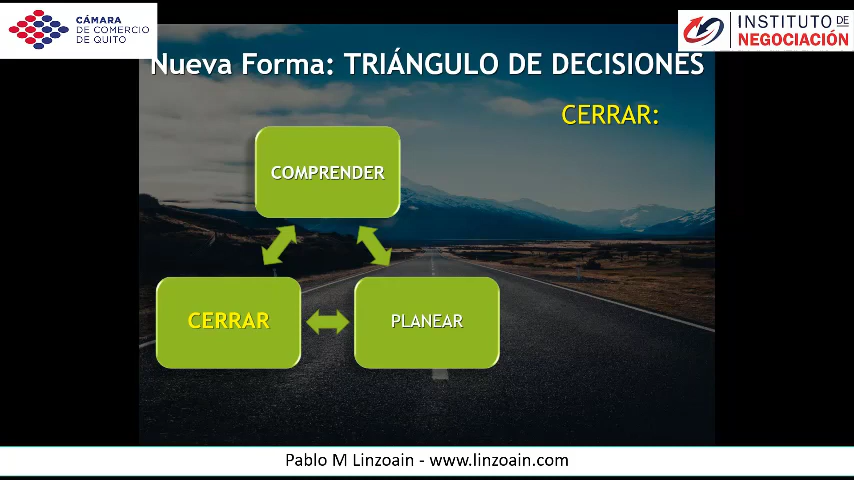 CÁMARA
DE COMERCIO
DE QUITO
INSTITUTO DE
NEGOCIACIÓN
Nueva Forma: TRIÁNGULO DE DECISIONES
CERRAR:
COMPRENDER
CERRAR
PLANEAR
Pablo M Linzoain - www.linzoain.com